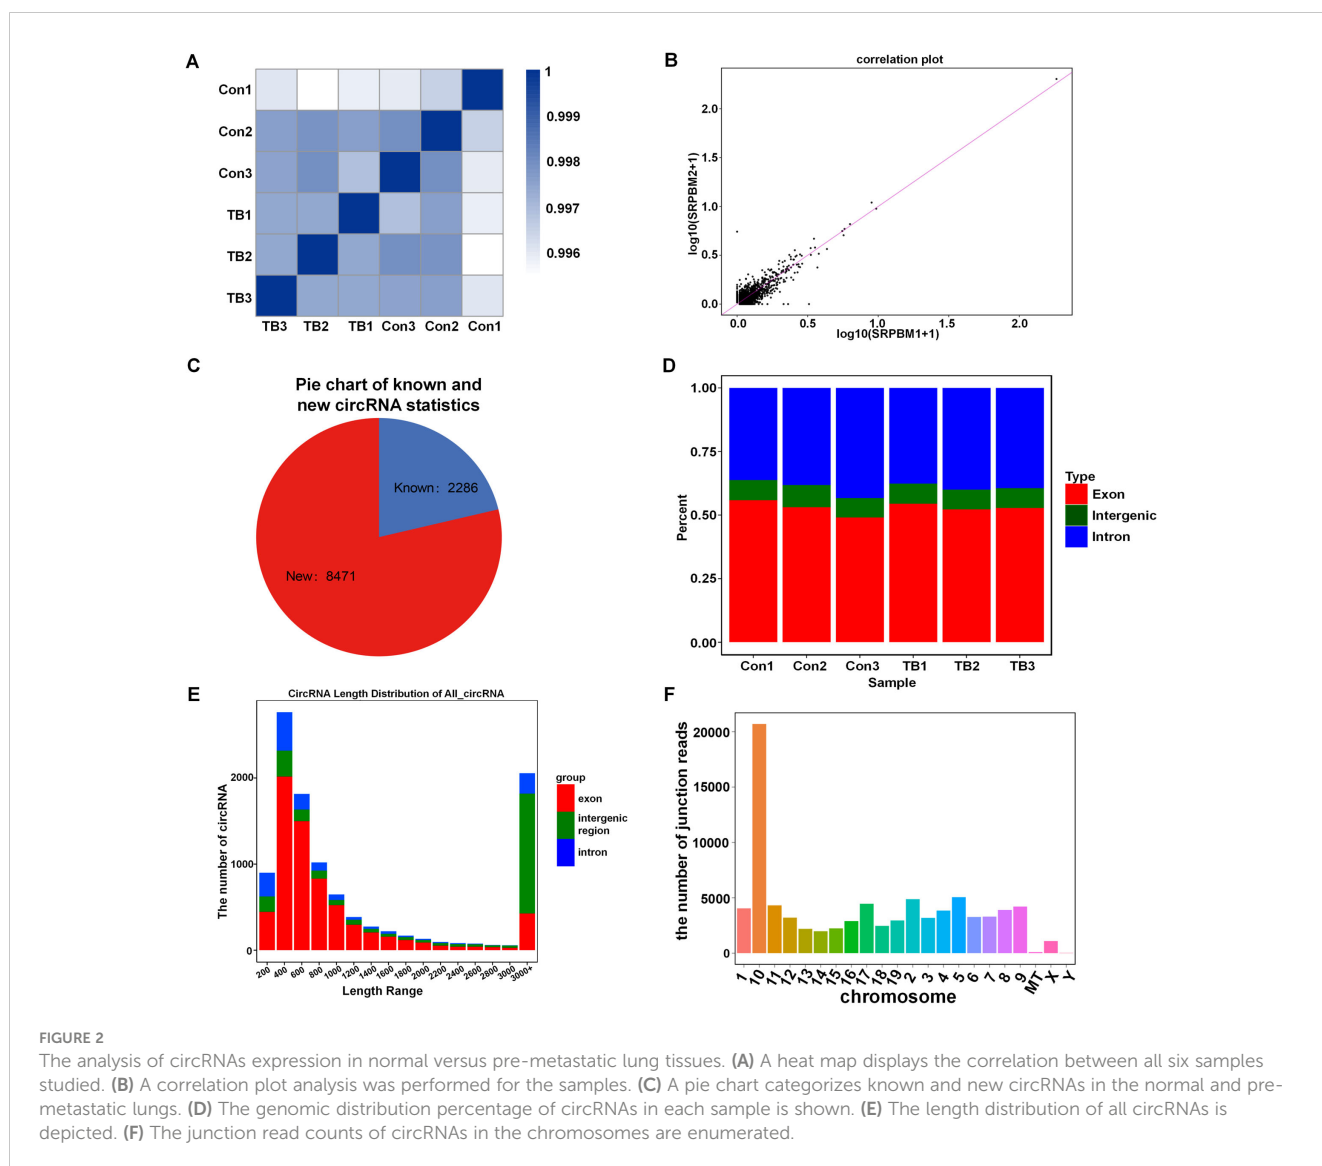 A
Con1
Con2
Con3
TB1
TB2
TB3
TB3 TB2 TB1 Con3 Con2 Con1
1
0.999
0.998
0.997
0.996
B
correlation plot
log10(SRPBM2+1)
2.0
1.5
1.0
0.5
0.0
0.0 0.5 1.0 1.5 2.0
log10(SRPBM1+1)
C
Pie chart of known and
new circRNA statistics
Known: 2286
New: 8471
D
Percent
1.00
0.75
0.50
0.25
0.00
Con1 Con2 Con3 TB1 TB2 TB3
Sample
Type
Exon
Intergenic
Intron
E
CircRNA Length Distribution of All_circRNA
The number of circRNA
2000
1000
0
200 400 600 800 1000 1200 1400 1600 1800 2000 2200 2400 2600 2800 3000 3000+
Length Range
group
exon
intergenic
region
intron
F
the number of junction reads
20000
15000
10000
5000
0
1 10 11 12 13 14 15 16 17 18 19 2 3 4 5 6 7 8 9 MT X Y
chromosome
FIGURE 2
The analysis of circRNAs expression in normal versus pre-metastatic lung tissues. (A) A heat map displays the correlation between all six samples
studied. (B) A correlation plot analysis was performed for the samples. (C) A pie chart categorizes known and new circRNAs in the normal and pre-
metastatic lungs. (D) The genomic distribution percentage of circRNAs in each sample is shown. (E) The length distribution of all circRNAs is
depicted. (F) The junction read counts of circRNAs in the chromosomes are enumerated.